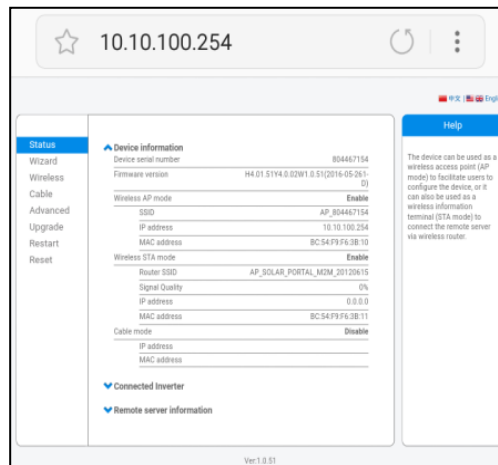 10.10.100.254
中文 | Engl
Help
Status
Wizard
Wireless
Cable
Advanced
Upgrade
Restart
Reset
Device information
Device serial number 804467154
Firmware version H4.01.51Y4.0.02W1.0.51(2016-05-261-
D)
Wireless AP mode Enable
SSID AP_804467154
IP address 10.10.100.254
MAC address BC:54:F9:F6:3B:10
Wireless STA mode Enable
Router SSID AP_SOLAR_PORTAL_M2M_20120615
Signal Quality 0%
IP address 0.0.0.0
MAC address BC:54:F9:F6:3B:11
Cable mode Disable
IP address
MAC address
Connected Inverter
Remote server information
The device can be used as a
wireless access point (AP
mode) to facilitate users to
configure the device, or it
can also be used as a
wireless information
terminal (STA mode) to
connect the remote server
via wireless router.
Ver:1.0.51